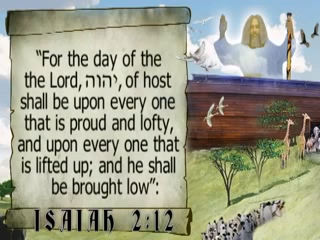 “For the day of the
the Lord, יהוה, of host
shall be upon every one
that is proud and lofty,
and upon every one that
is lifted up; and he shall
be brought low”:
ISAIAH 2:12